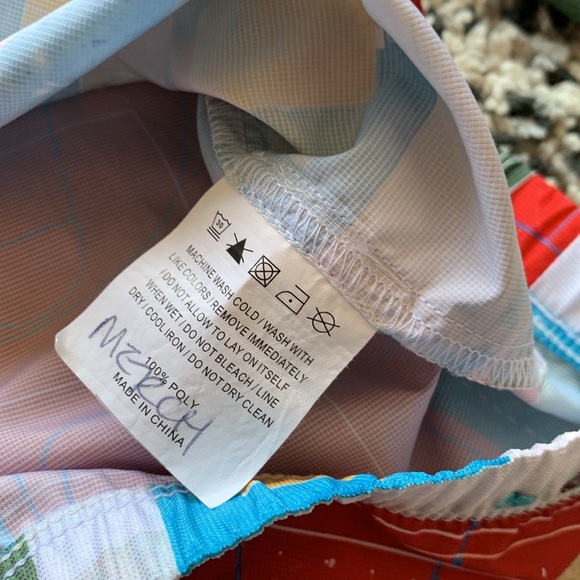 30
MACHINE WASH COLD / WASH WITH
LIKE COLORS / REMOVE IMMEDIATELY
/ DO NOT ALLOW TO LAY ON ITSELF
WHEN WET / DO NOT BLEACH / LINE
DRY / COOL IRON / DO NOT DRY CLEAN
100% POLY
MADE IN CHINA
MERCH